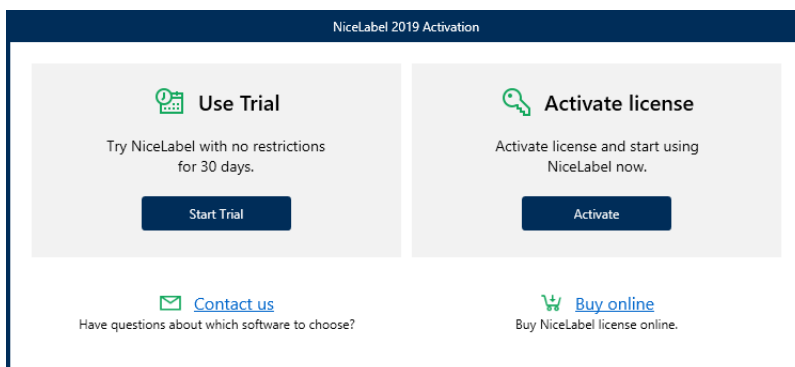 NiceLabel 2019 Activation
Use Trial
Try NiceLabel with no restrictions
for 30 days.
Start Trial
Activate license
Activate license and start using
NiceLabel now.
Activate
Contact us
Have questions about which software to choose?
Buy online
Buy NiceLabel license online.